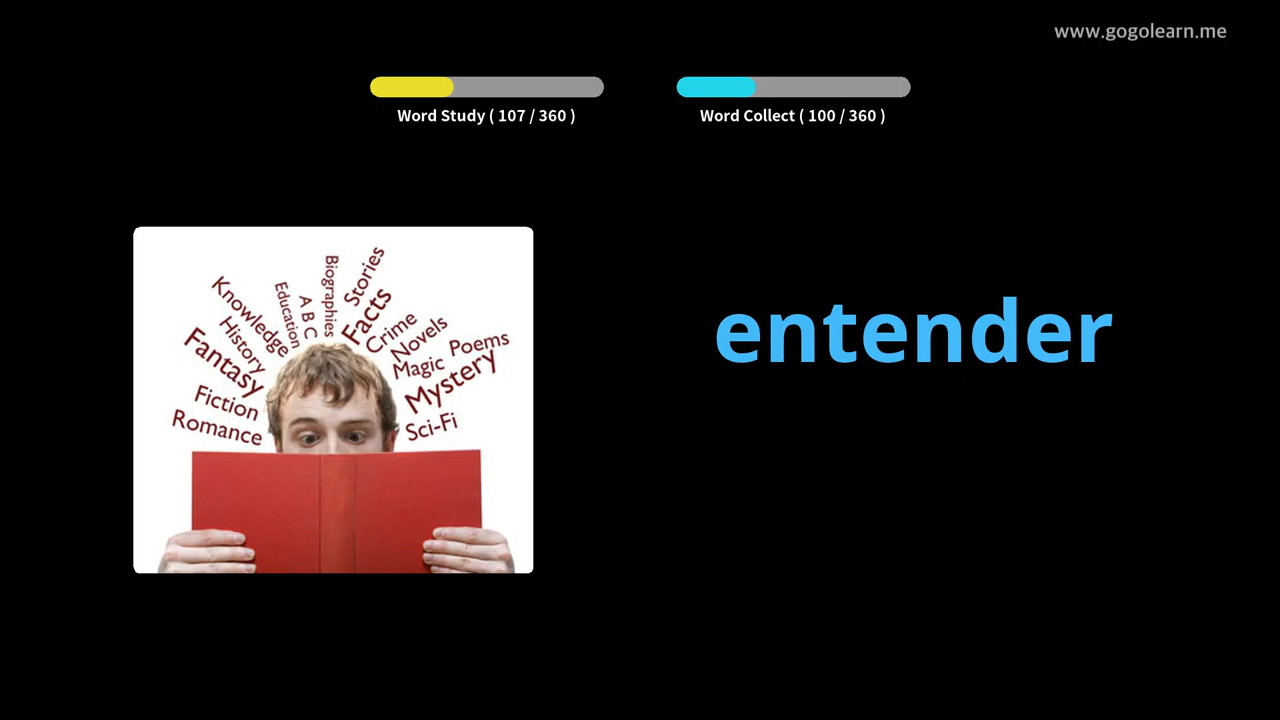 www.gogolearn.me
Word Study ( 107 / 360 )
Word Collect ( 100 / 360 )
entender
Biographies
Stories
Education
A B C
Facts
Knowledge
Crime
History
Novels
Fantasy
Magic
Poems
Mystery
Fiction
Romance
Sci-Fi